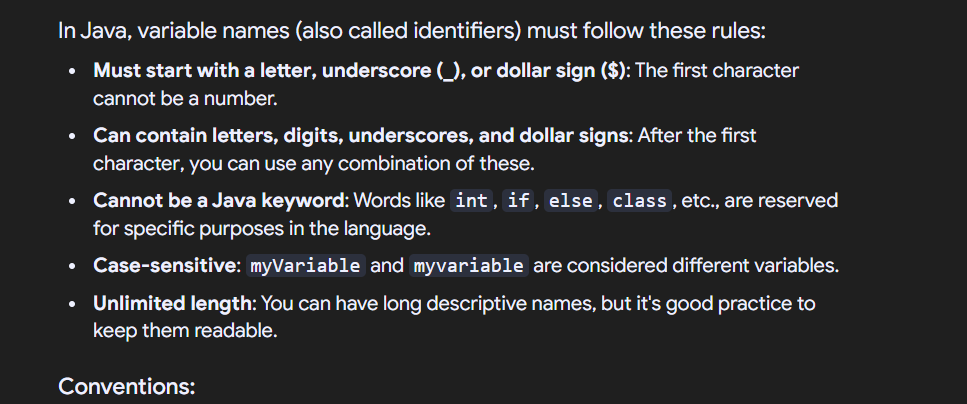 In Java, variable names (also called identifiers) must follow these rules:
• Must start with a letter, underscore (_), or dollar sign ($): The first character
cannot be a number.
• Can contain letters, digits, underscores, and dollar signs: After the first
character, you can use any combination of these.
• Cannot be a Java keyword: Words like int, if, else, class, etc., are reserved
for specific purposes in the language.
• Case-sensitive: myVariable and myvariable are considered different variables.
• Unlimited length: You can have long descriptive names, but it's good practice to
keep them readable.
Conventions: